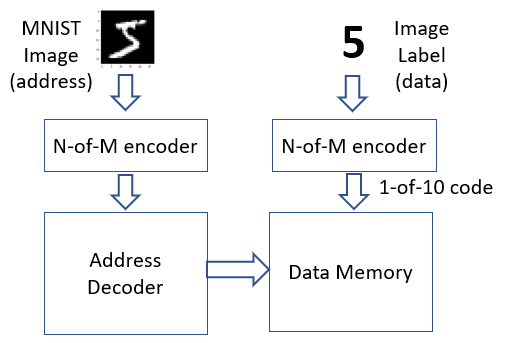 MNIST
Image
(address)
5
Image
Label
(data)
N-of-M encoder
N-of-M encoder
1-of-10 code
Address
Decoder
Data Memory